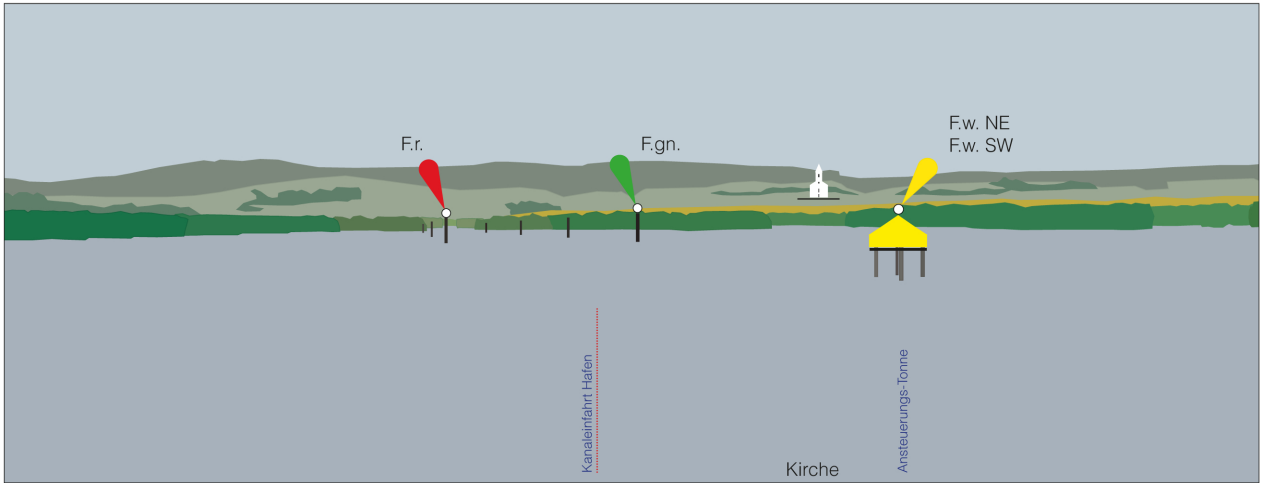 F.r.
F.gn.
F.w. NE
F.w. SW
Kanaleinfahrt Hafen
Ansteuerungs-Tonne
Kirche